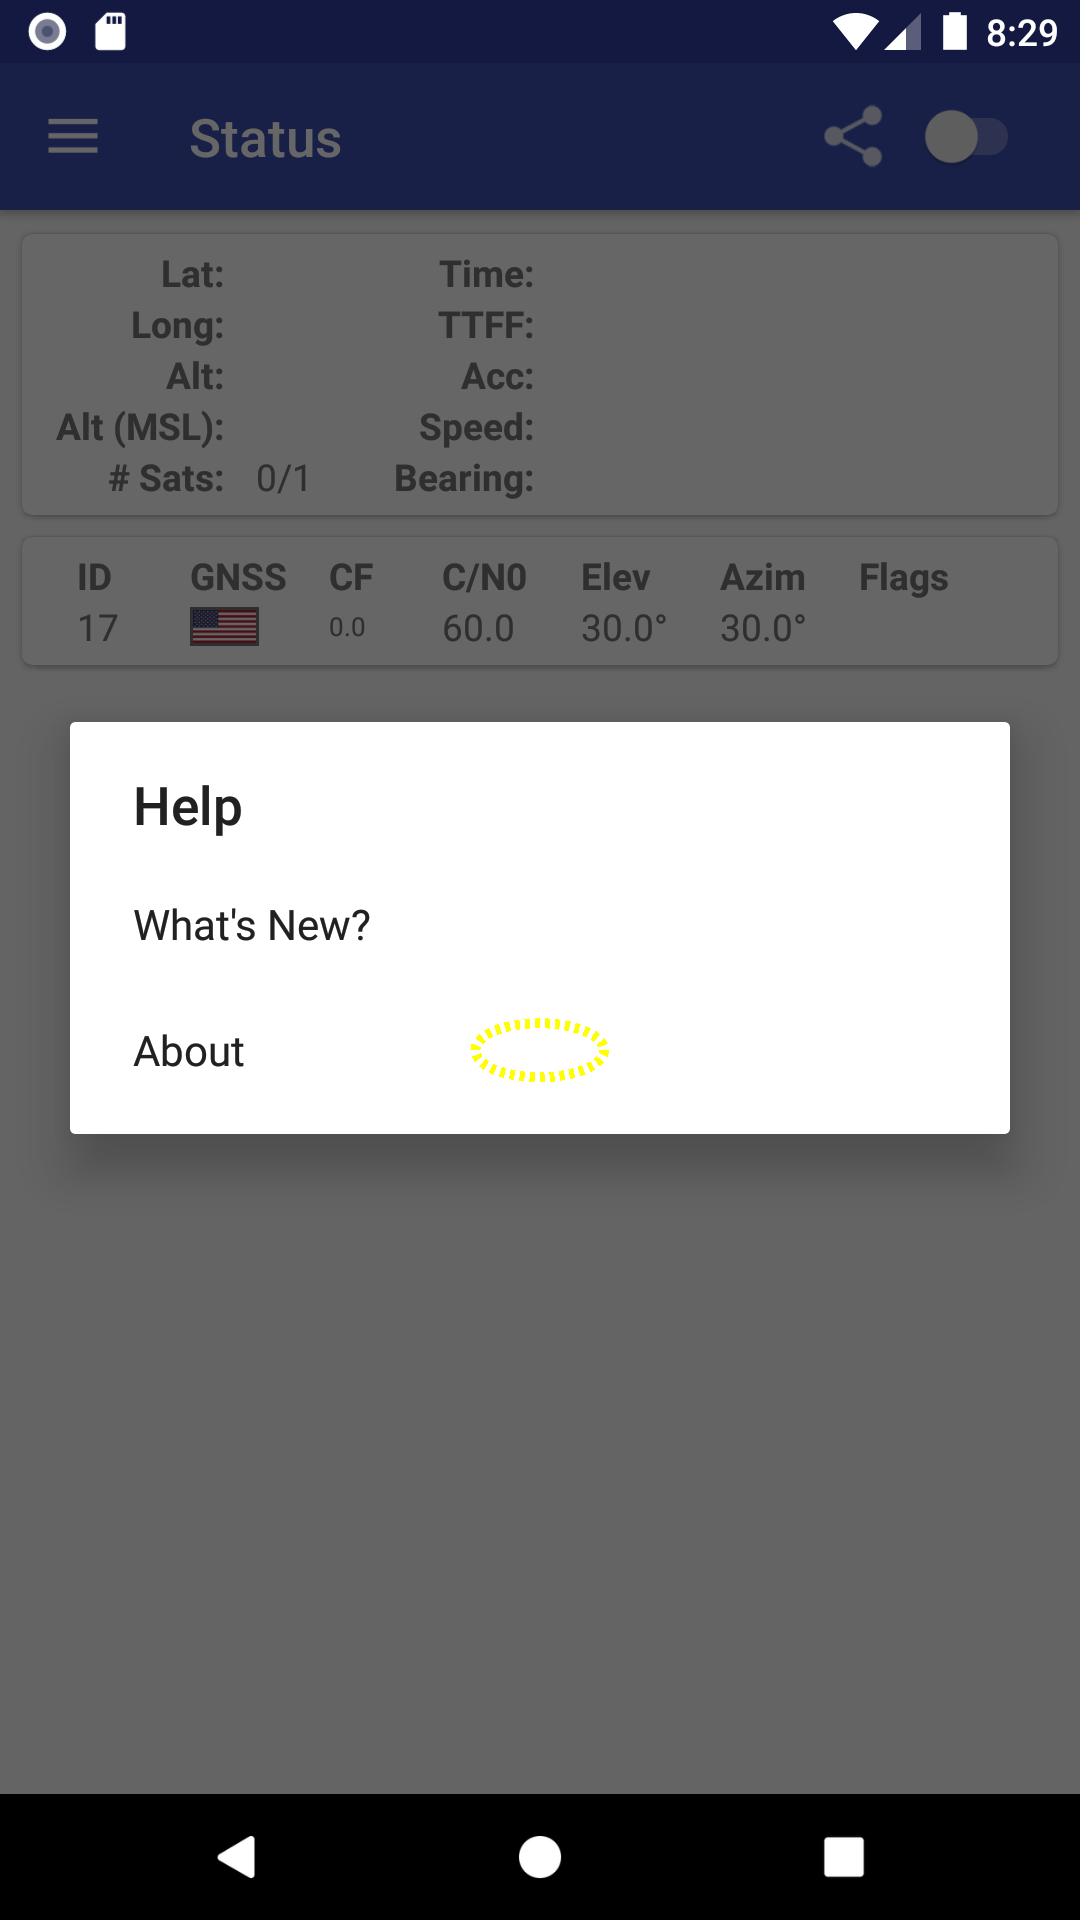 8:29
Status
Lat: Time:
Long: TTFF:
Alt: Acc:
Alt (MSL): Speed:
# Sats: 0/1 Bearing:
ID GNSS CF C/N0 Elev Azim Flags
17 0.0 60.0 30.0° 30.0°
Help
What's New?
About